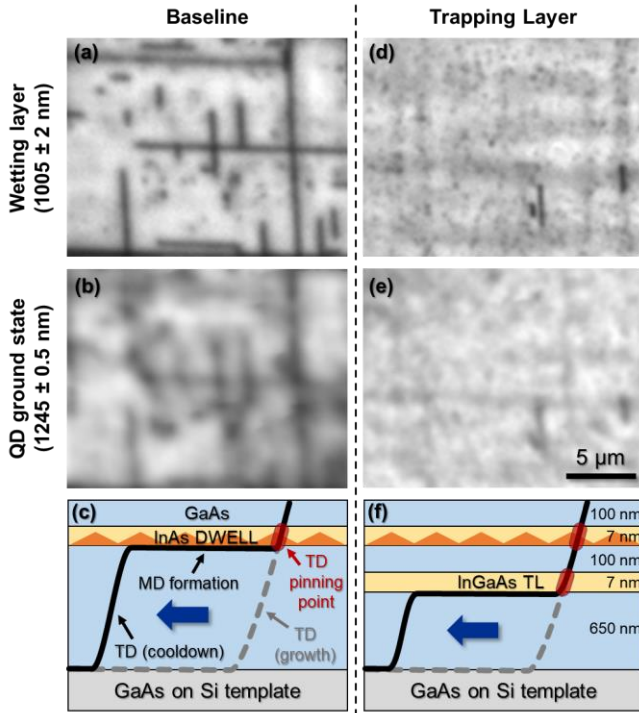 Baseline
Trapping Layer
Wetting layer
(1005 ± 2 nm)
(a)
(d)
QD ground state
(1245 ± 0.5 nm)
(b)
(e)
5 µm
(c)
GaAs
InAs DWELL
MD formation
TD
pinning
point
TD (cooldown)
TD
(growth)
GaAs on Si template
(f)
100 nm
7 nm
100 nm
InGaAs TL
7 nm
650 nm
GaAs on Si template